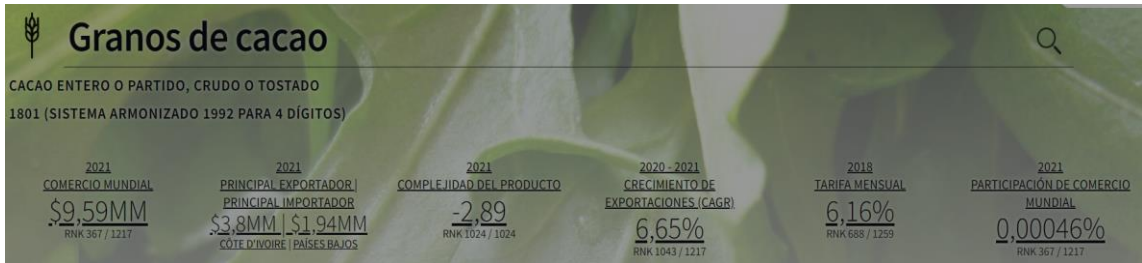 Granos de cacao
CACAO ENTERO O PARTIDO, CRUDO O TOSTADO
1801 (SISTEMA ARMONIZADO 1992 PARA 4 DÍGITOS)
2021
COMERCIO MUNDIAL
$9,59MM
RNK 367 / 1217
2021
PRINCIPAL EXPORTADOR |
PRINCIPAL IMPORTADOR
$3,8MM | $1,94MM
CÔTE D'IVOIRE | PAÍSES BAJOS
2021
COMPLEJIDAD DEL PRODUCTO
-2,89
RNK 1024 / 1024
2020 - 2021
CRECIMIENTO DE
EXPORTACIONES (CAGR)
6,65%
RNK 1043 / 1217
2018
TARIFA MENSUAL
6,16%
RNK 688 / 1259
2021
PARTICIPACIÓN DE COMERCIO
MUNDIAL
0,00046%
RNK 367 / 1217